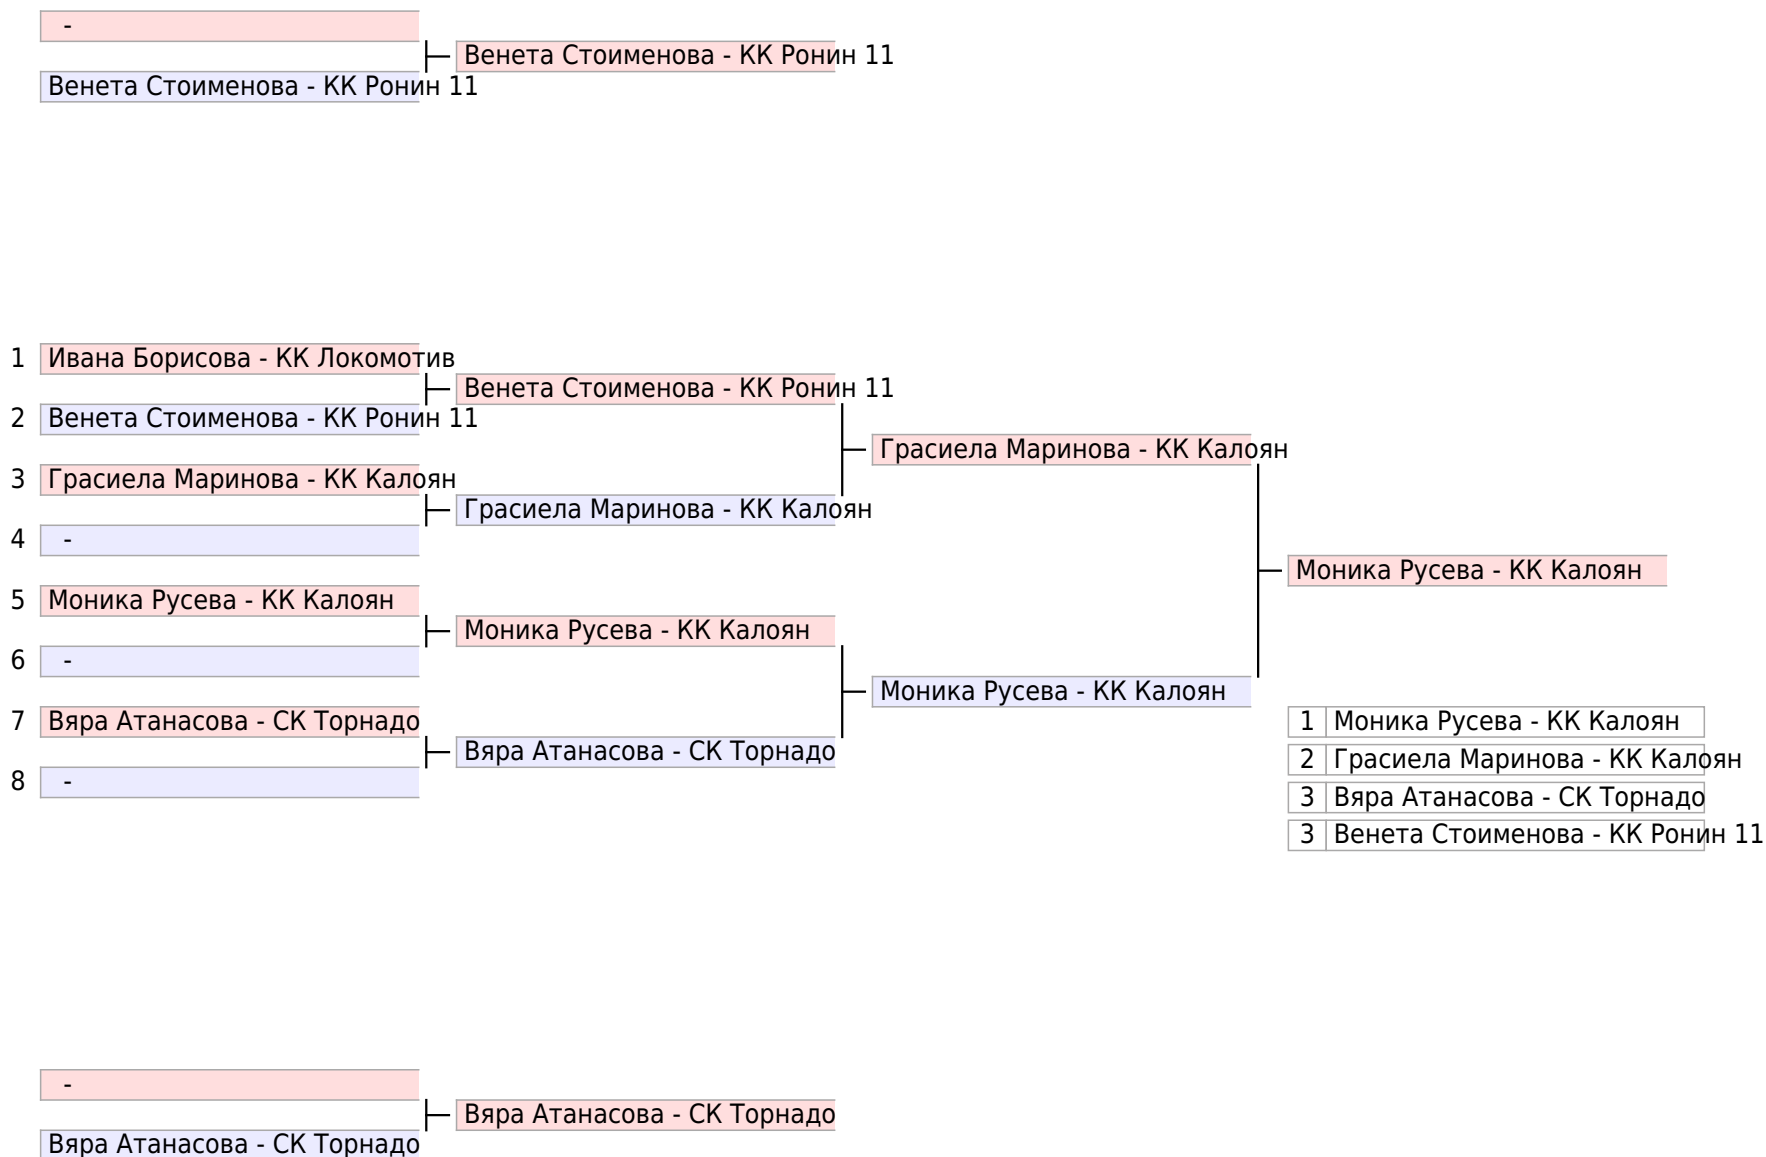 -
Венета Стоименова - КК Ронин 11
Венета Стоименова - КК Ронин 11
1 Ивана Борисова - КК Локомотив
Венета Стоименова - КК Ронин 11
2 Венета Стоименова - КК Ронин 11
Грасиела Маринова - КК Калоян
3 Грасиела Маринова - КК Калоян
Грасиела Маринова - КК Калоян
4 -
Моника Русева - КК Калоян
5 Моника Русева - КК Калоян
Моника Русева - КК Калоян
6 -
Моника Русева - КК Калоян
7 Вяра Атанасова - СК Торнадо
Вяра Атанасова - СК Торнадо
8 -
1 Моника Русева - КК Калоян
2 Грасиела Маринова - КК Калоян
3 Вяра Атанасова - СК Торнадо
3 Венета Стоименова - КК Ронин 11
-
Вяра Атанасова - СК Торнадо
Вяра Атанасова - СК Торнадо